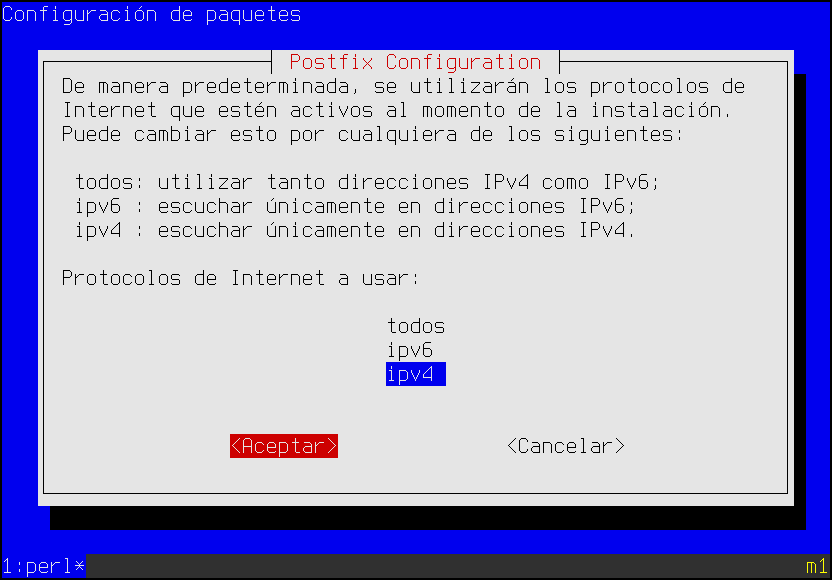 Configuración de paquetes
Postfix Configuration
De manera predeterminada, se utilizarán los protocolos de
Internet que estén activos al momento de la instalación.
Puede cambiar esto por cualquiera de los siguientes:
todos: utilizar tanto direcciones IPv4 como IPv6;
ipv6 : escuchar únicamente en direcciones IPv6;
ipv4 : escuchar únicamente en direcciones IPv4.
Protocolos de Internet a usar:
todos
ipv6
ipv4
<Aceptar> <Cancelar>
1:perl* m1